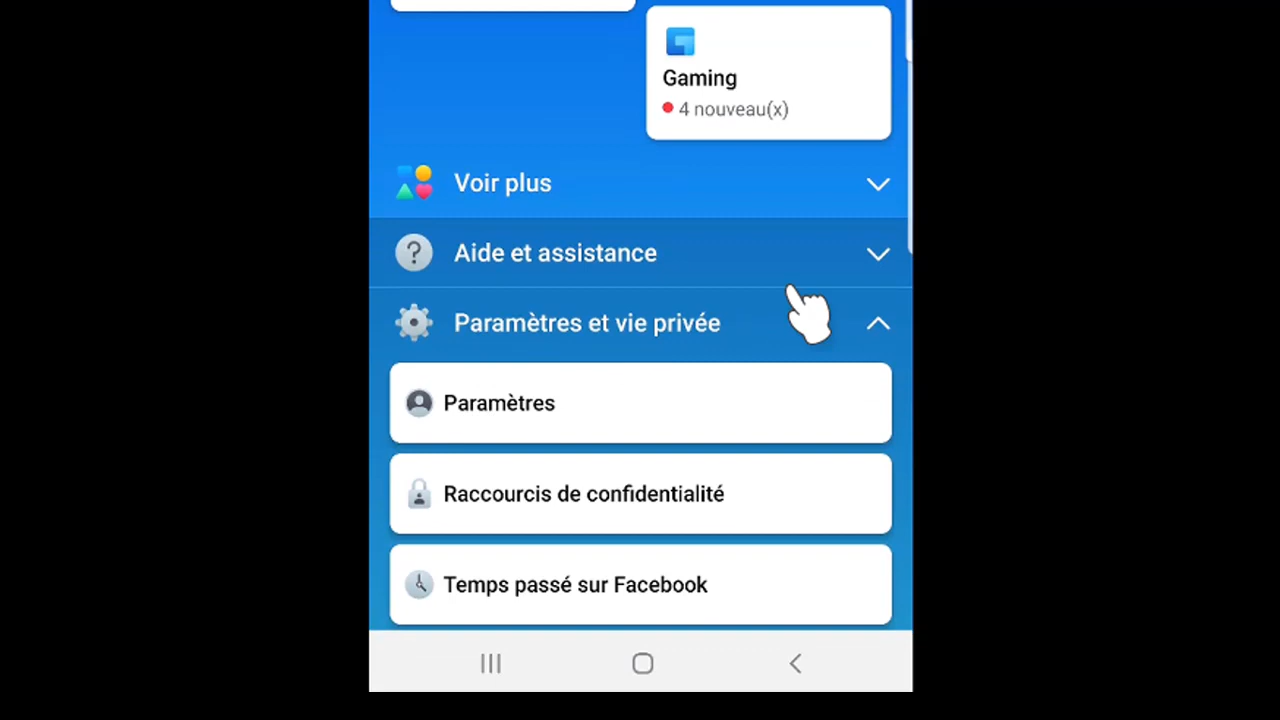 Gaming
4 nouveau(x)
Voir plus
Aide et assistance
Paramètres et vie privée
Paramètres
Raccourcis de confidentialité
Temps passé sur Facebook